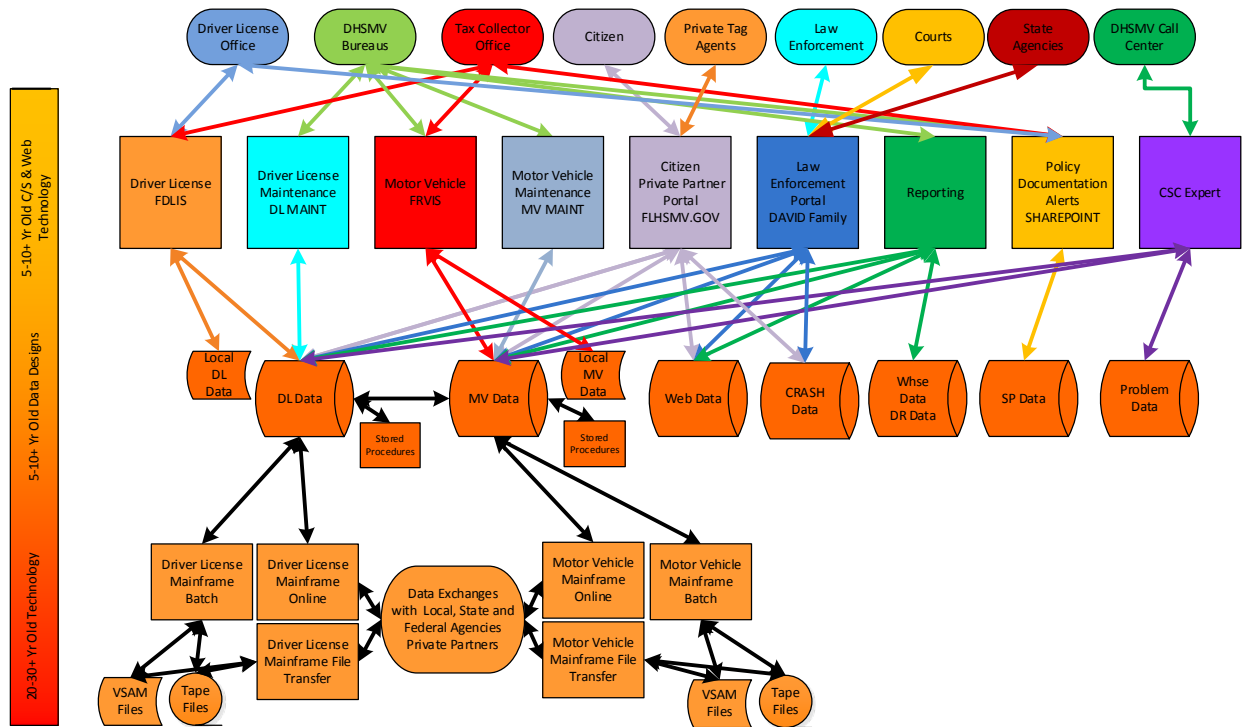 Driver License
Office
DHSMV
Bureaus
Tax Collector
Office
Citizen
Private Tag
Agents
Law
Enforcement
Courts
State
Agencies
DHSMV Call
Center
5-10+ Yr Old C/S & Web
Technology
5-10+ Yr Old Data Designs
20-30+ Yr Old Technology
Driver License
FDLIS
Driver License
Maintenance
DL MAINT
Motor Vehicle
FRVIS
Motor Vehicle
Maintenance
MV MAINT
Citizen
Private Partner
Portal
FLHSMV.GOV
Law
Enforcement
Portal
DAVID Family
Reporting
Policy
Documentation
Alerts
SHAREPOINT
CSC Expert
Local
DL
Data
DL Data
Stored
Procedures
MV Data
Local
MV
Data
Stored
Procedures
Web Data
CRASH
Data
Whse
Data
DR Data
SP Data
Problem
Data
Driver License
Mainframe
Batch
Driver License
Mainframe
Online
Data Exchanges
with Local, State and
Federal Agencies
Private Partners
Motor Vehicle
Mainframe
Online
Motor Vehicle
Mainframe
Batch
Driver License
Mainframe File
Transfer
Motor Vehicle
Mainframe File
Transfer
VSAM
Files
Tape
Files
VSAM
Files
Tape
Files